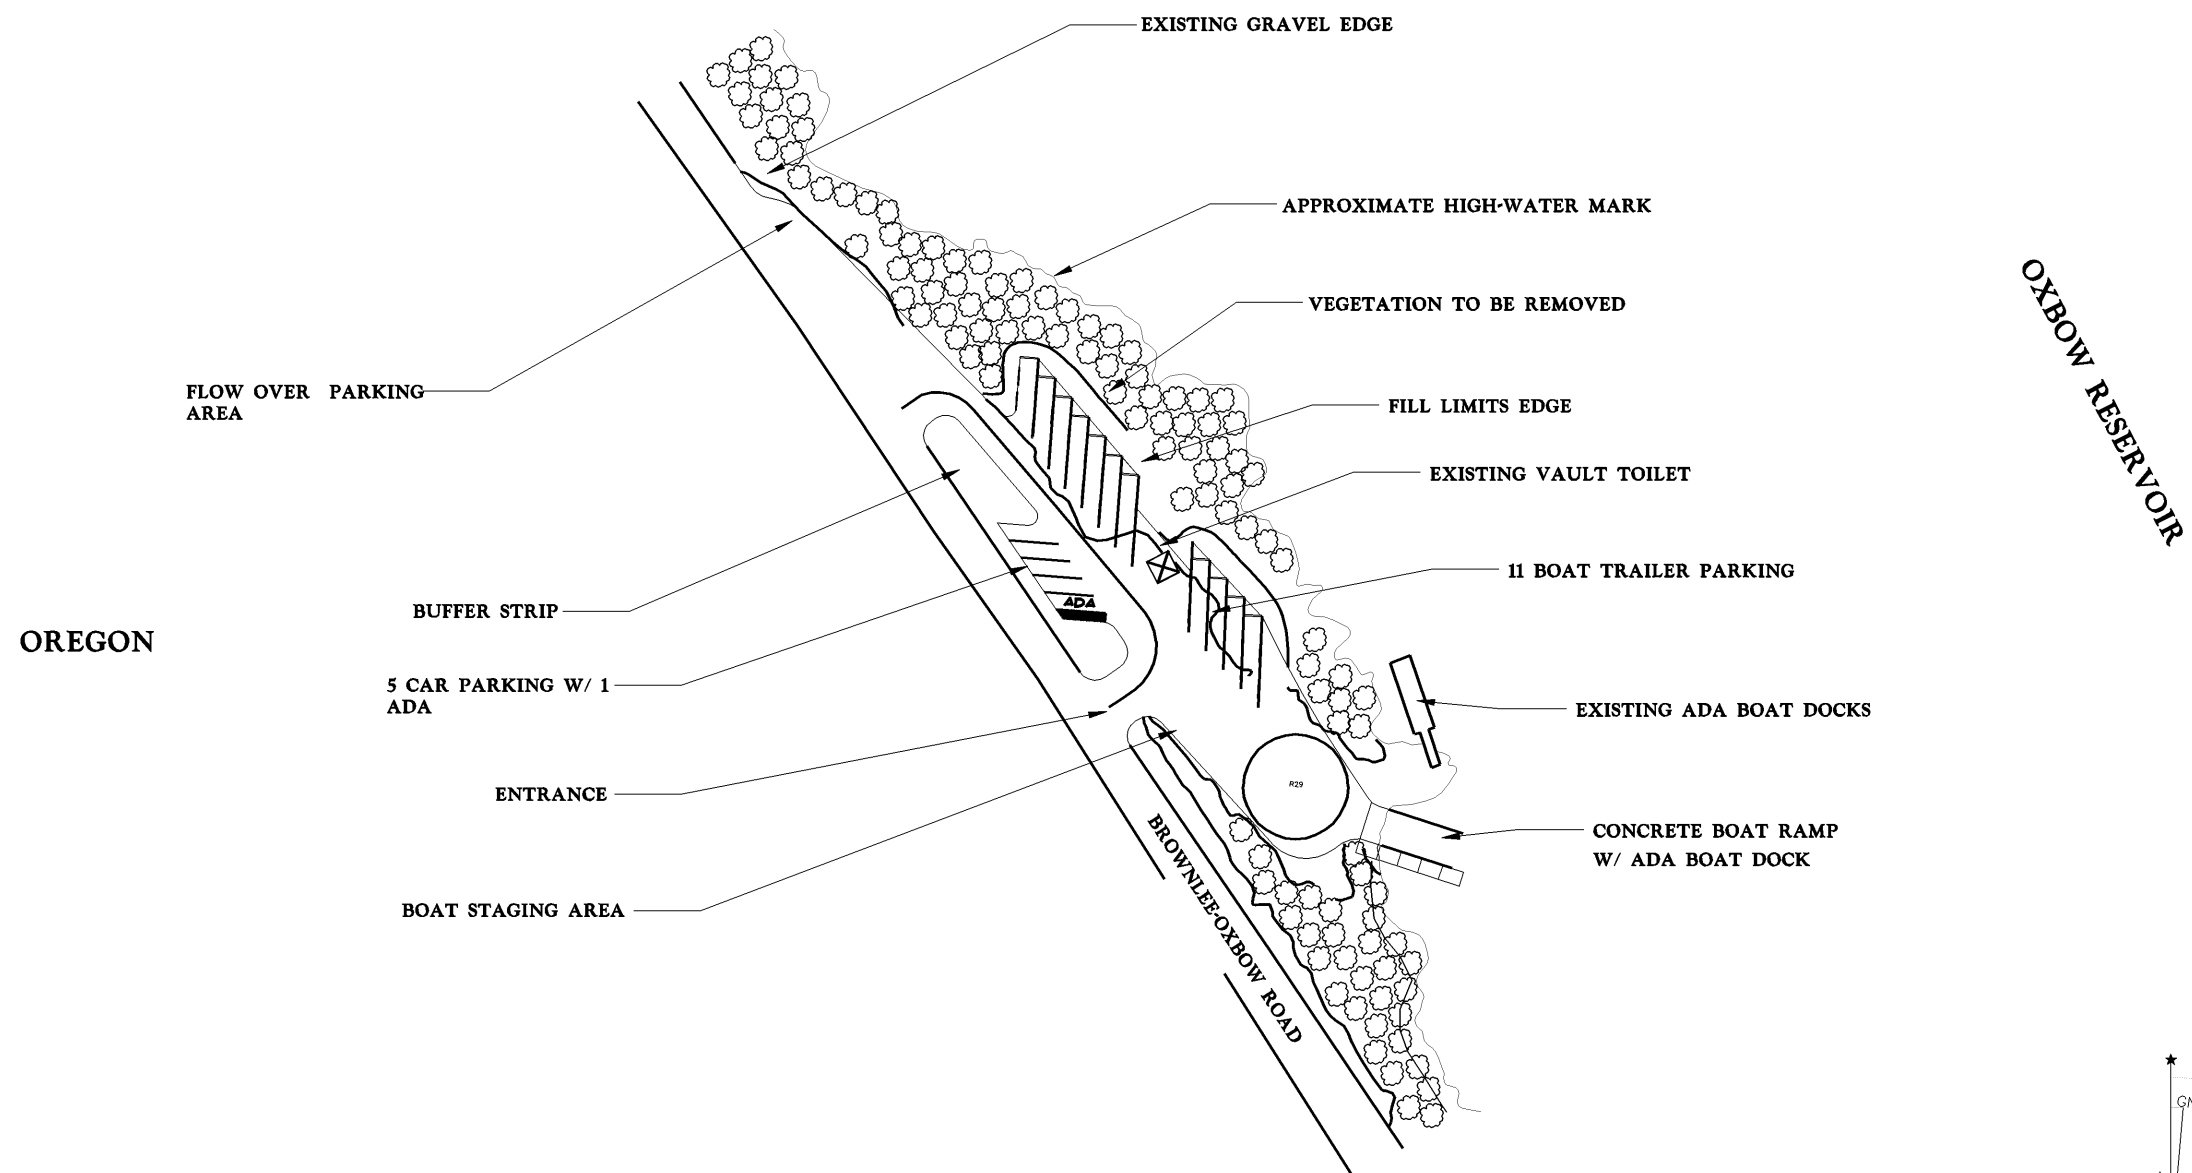 EXISTING GRAVEL EDGE
APPROXIMATE HIGH-WATER MARK
OXBOW RESERVOIR
VEGETATION TO BE REMOVED
FLOW OVER PARKING
AREA
FILL LIMITS EDGE
EXISTING VAULT TOILET
11 BOAT TRAILER PARKING
ADA
BUFFER STRIP
OREGON
5 CAR PARKING W/ 1
ADA
EXISTING ADA BOAT DOCKS
ENTRANCE
R29
BROWNLEE-OXBOW ROAD
CONCRETE BOAT RAMP
W/ ADA BOAT DOCK
BOAT STAGING AREA